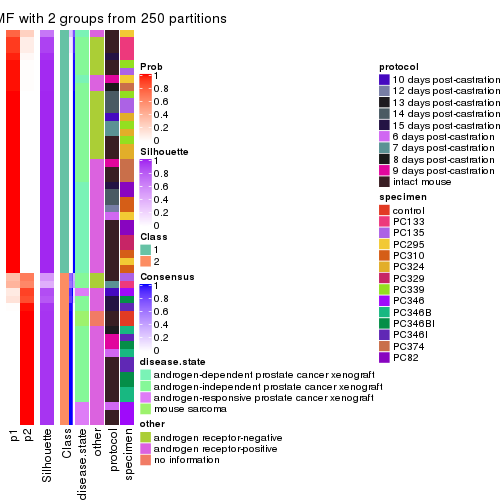 MF with 2 groups from 250 partitions
Prob
1
0.8
0.6
0.4
0.2
0
Silhouette
1
0.8
0.6
0.4
0.2
0
Class
1
2
Consensus
1
0.8
0.6
0.4
0.2
0
disease.state
androgen-dependent prostate cancer xenograft
androgen-independent prostate cancer xenograft
androgen-responsive prostate cancer xenograft
mouse sarcoma
other
androgen receptor-negative
androgen receptor-positive
no information
protocol
10 days post-castration
12 days post-castration
13 days post-castration
14 days post-castration
15 days post-castration
6 days post-castration
7 days post-castration
8 days post-castration
9 days post-castration
intact mouse
specimen
control
PC133
PC135
PC295
PC310
PC324
PC329
PC339
PC346
PC346B
PC346BI
PC346I
PC374
PC82
p1
p2
Silhouette
Class
disease.state
other
protocol
specimen